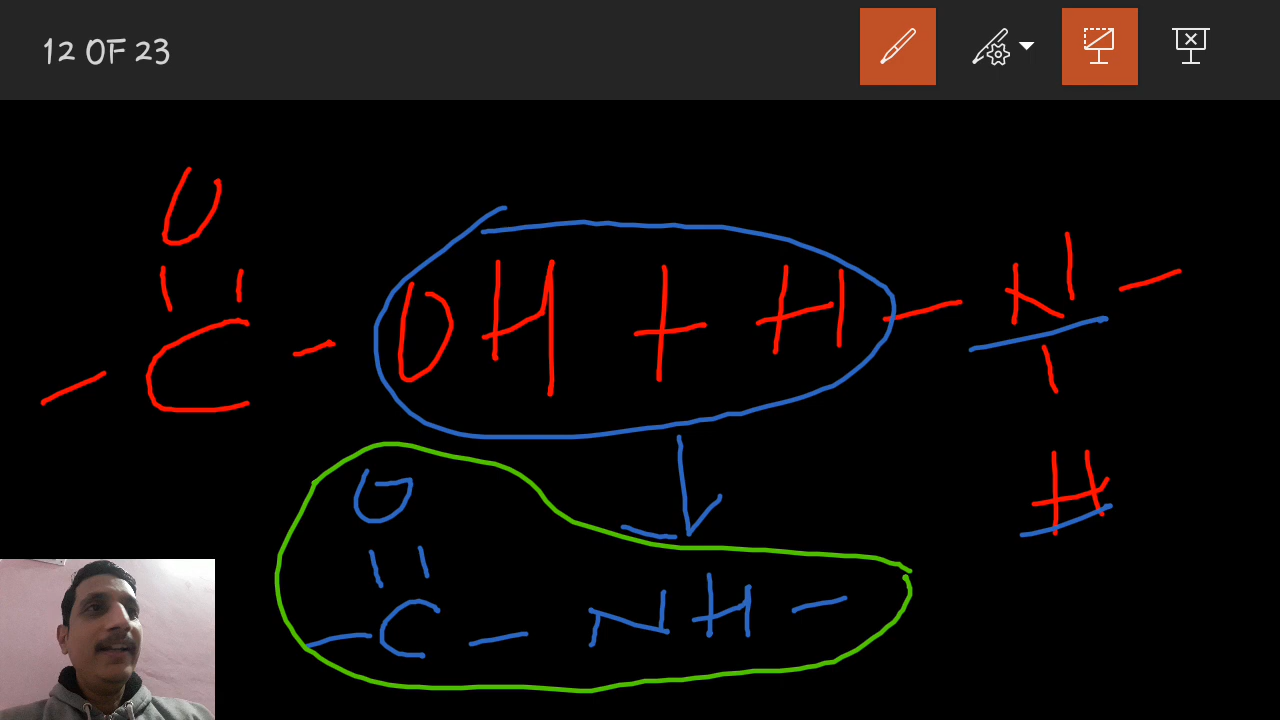 12 OF 23
O
- C - OH + H - N -
H
O
- C - NH -